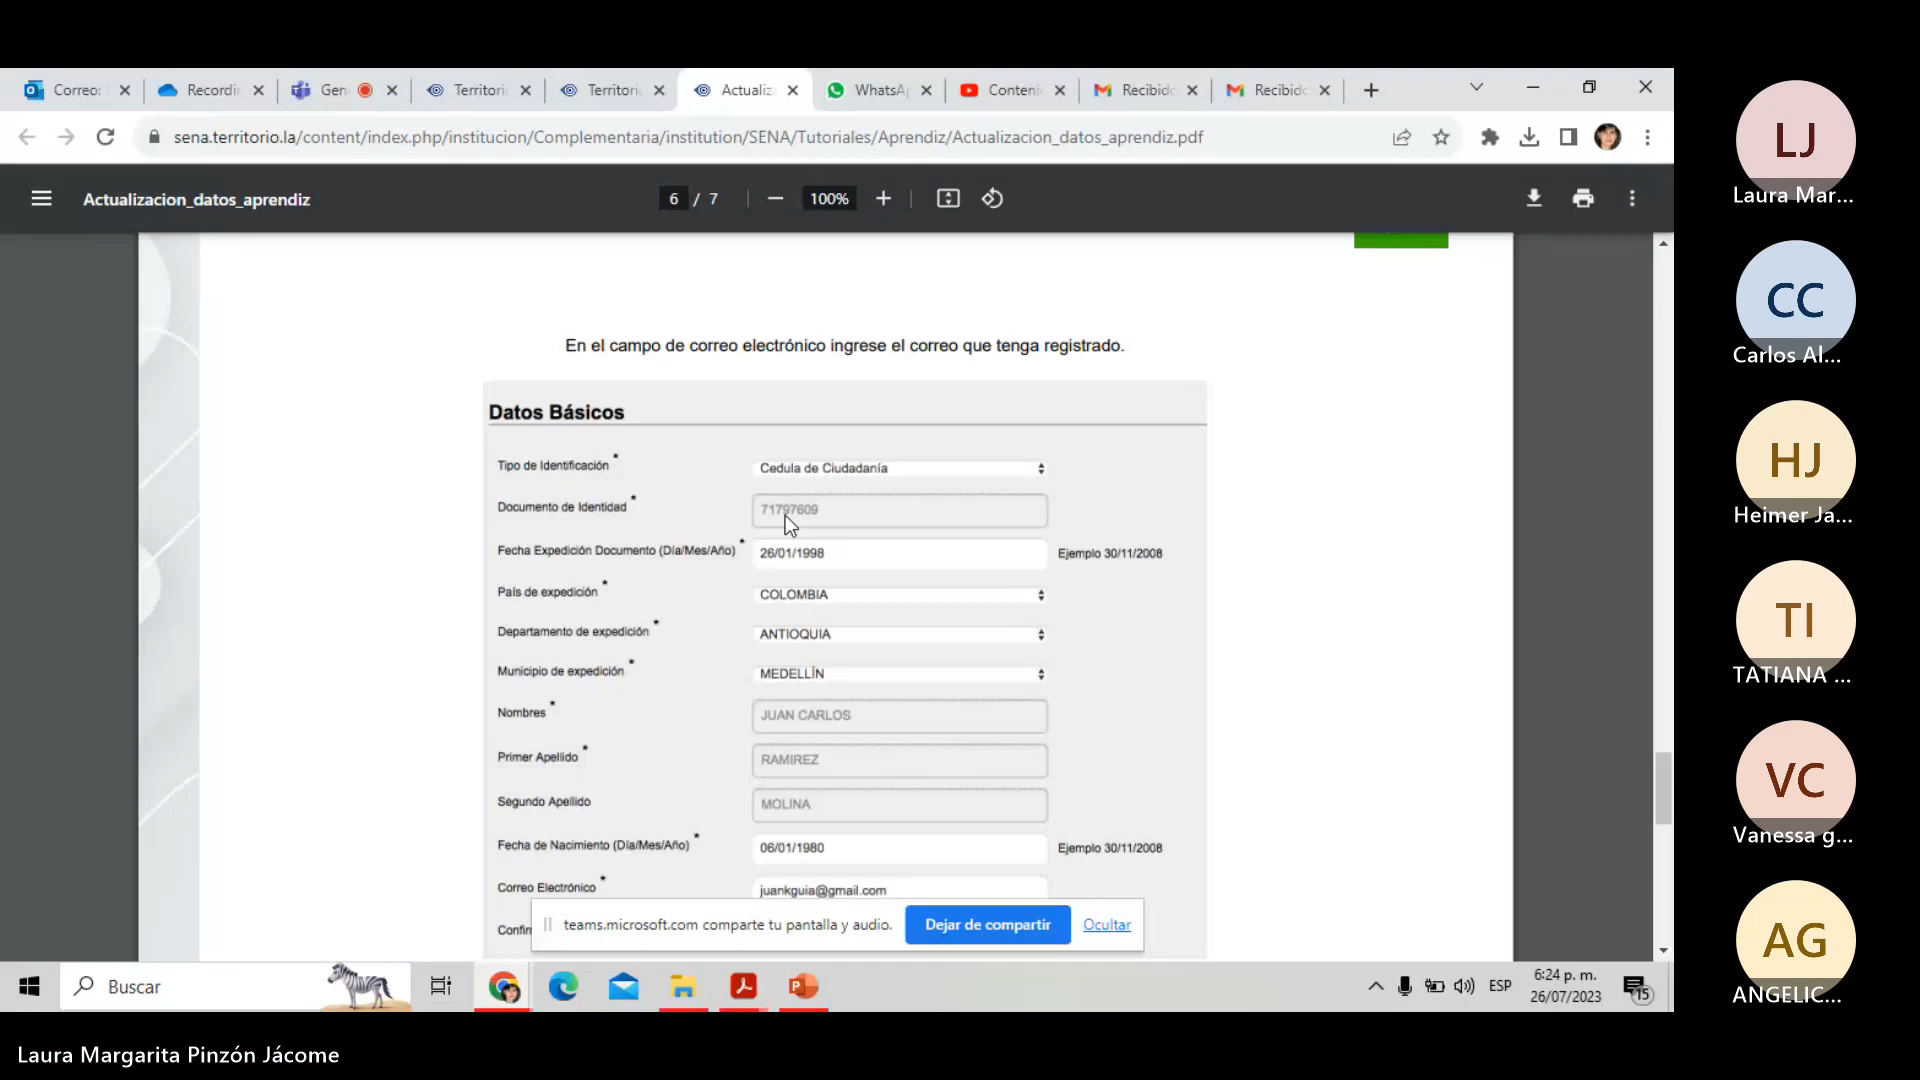 Correo:
Recordin
Gen
Territori
Territori
Actualiz
WhatsAp
Conteni
Recibido
Recibido
sena.territorio.la/content/index.php/institucion/Complementaria/institution/SENA/Tutoriales/Aprendiz/Actualizacion_datos_aprendiz.pdf
Actualizacion_datos_aprendiz
6 / 7
100%
En el campo de correo electrónico ingrese el correo que tenga registrado.
Datos Básicos
Tipo de Identificación * Cedula de Ciudadanía
Documento de Identidad * 71797609
Fecha Expedición Documento (Día/Mes/Año) * 26/01/1998 Ejemplo 30/11/2008
País de expedición * COLOMBIA
Departamento de expedición * ANTIOQUIA
Municipio de expedición * MEDELLÍN
Nombres * JUAN CARLOS
Primer Apellido * RAMIREZ
Segundo Apellido MOLINA
Fecha de Nacimiento (Día/Mes/Año) * 06/01/1980 Ejemplo 30/11/2008
Correo Electrónico * juankguia@gmail.com
Confir
teams.microsoft.com comparte tu pantalla y audio. Dejar de compartir Ocultar
Buscar
ESP
6:24 p. m.
26/07/2023
15
LJ
Laura Mar...
CC
Carlos Al...
HJ
Heimer Ja...
TI
TATIANA ...
VC
Vanessa g...
AG
ANGELIC...
Laura Margarita Pinzón Jácome